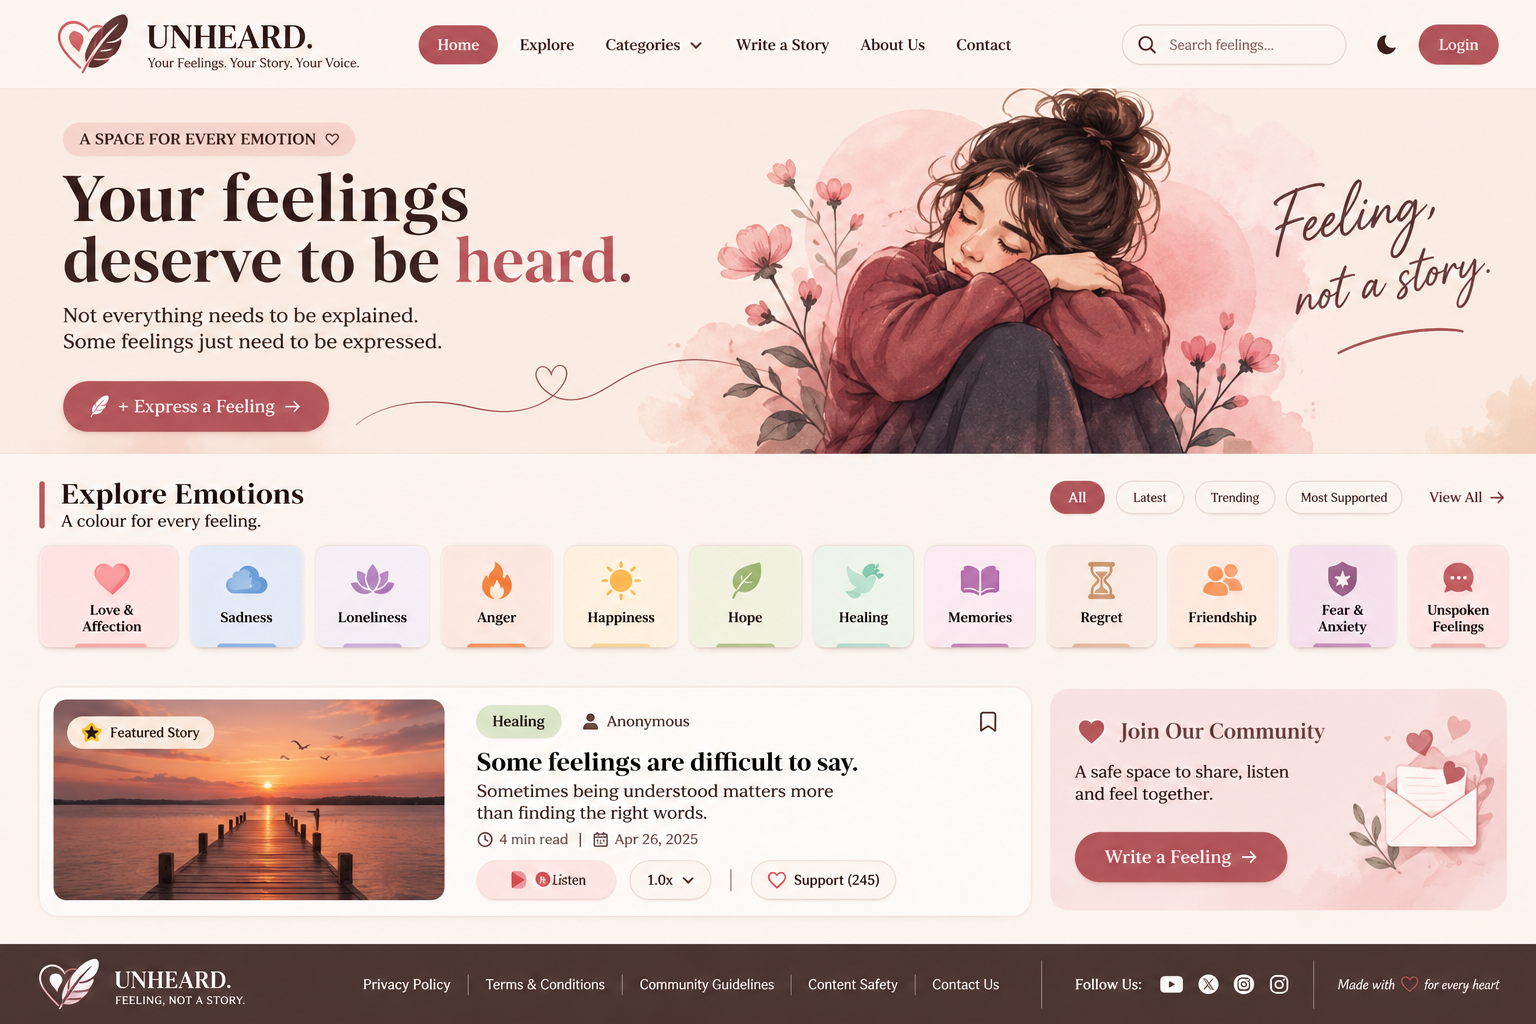 UNHEARD.
Your Feelings. Your Story. Your Voice.
Home
Explore
Categories
Write a Story
About Us
Contact
Search feelings...
Login
A SPACE FOR EVERY EMOTION
Your feelings
deserve to be heard.
Not everything needs to be explained.
Some feelings just need to be expressed.
+ Express a Feeling →
Feeling,
not a story.
Explore Emotions
A colour for every feeling.
All
Latest
Trending
Most Supported
View All →
Love &
Affection
Sadness
Loneliness
Anger
Happiness
Hope
Healing
Memories
Regret
Friendship
Fear &
Anxiety
Unspoken
Feelings
Featured Story
Healing
Anonymous
Some feelings are difficult to say.
Sometimes being understood matters more
than finding the right words.
4 min read | Apr 26, 2025
Listen
1.0x
Support (245)
Join Our Community
A safe space to share, listen
and feel together.
Write a Feeling →
UNHEARD.
FEELING, NOT A STORY.
Privacy Policy
Terms & Conditions
Community Guidelines
Content Safety
Contact Us
Follow Us:
Made with ♡ for every heart